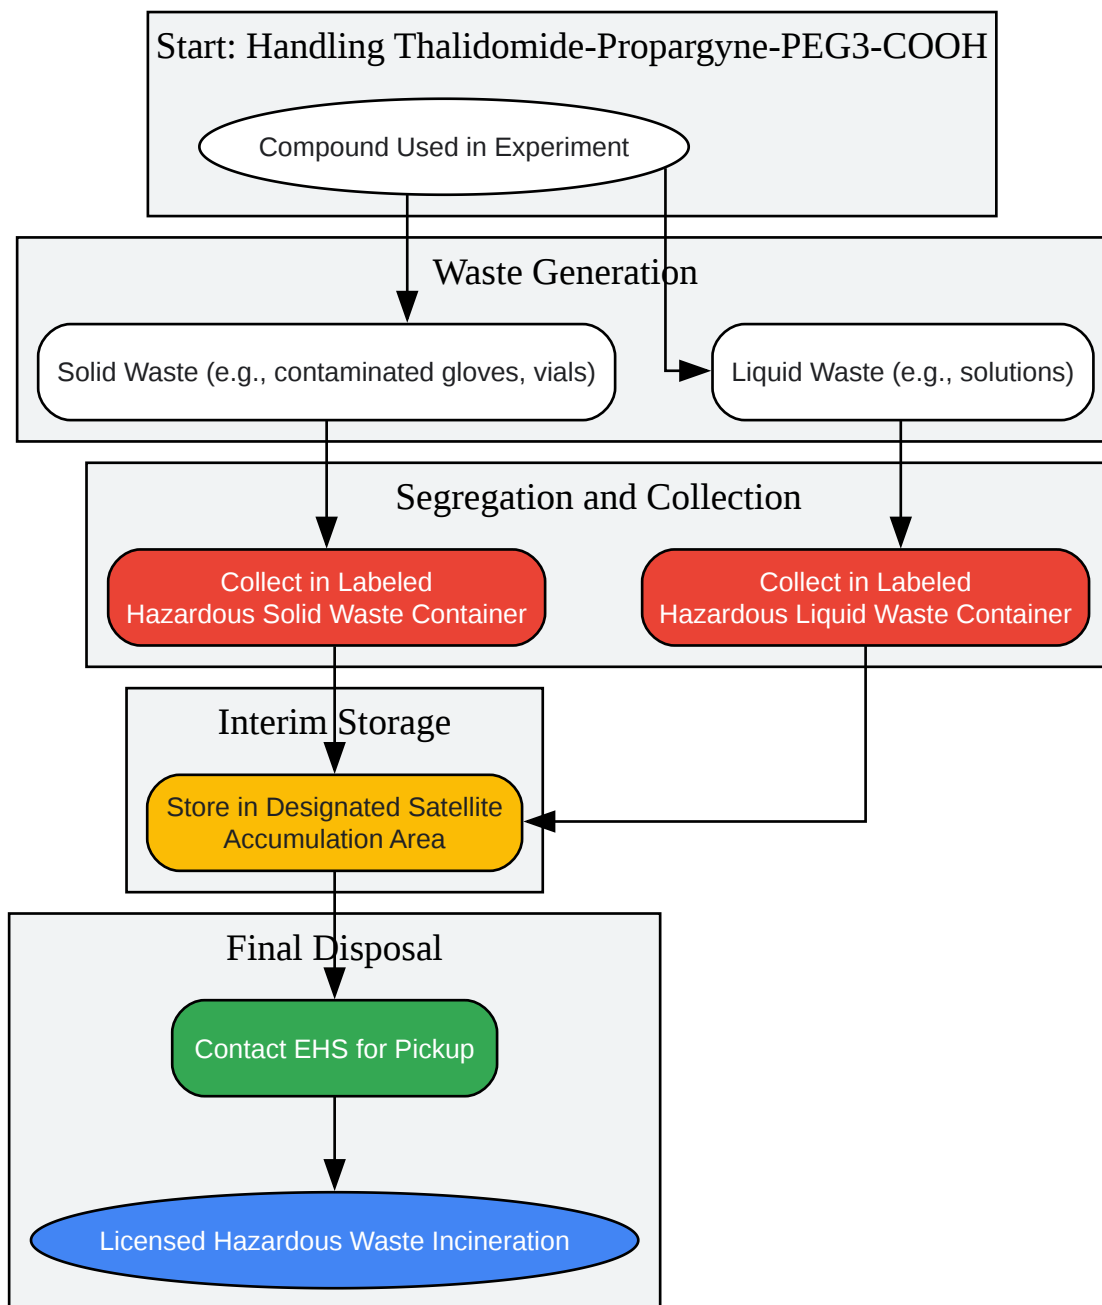 Start: Handling Thalidomide-Propargyne-PEG3-COOH
Compound Used in Experiment
Waste Generation
Solid Waste (e.g., contaminated gloves, vials)
Liquid Waste (e.g., solutions)
Segregation and Collection
Collect in Labeled
Hazardous Solid Waste Container
Collect in Labeled
Hazardous Liquid Waste Container
Interim Storage
Store in Designated Satellite
Accumulation Area
Final Disposal
Contact EHS for Pickup
Licensed Hazardous Waste Incineration